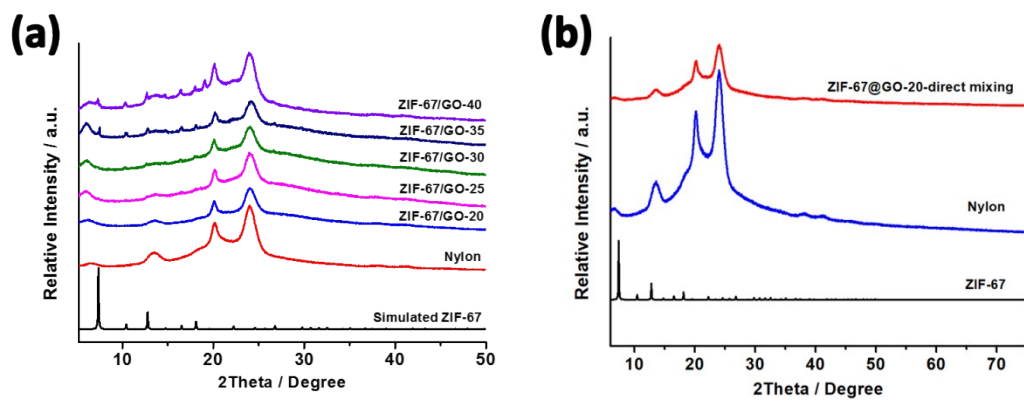 (a)
Relative Intensity / a.u.
ZIF-67/GO-40
ZIF-67/GO-35
ZIF-67/GO-30
ZIF-67/GO-25
ZIF-67/GO-20
Nylon
Simulated ZIF-67
10 20 30 40 50
2Theta / Degree
(b)
Relative Intensity / a.u.
ZIF-67@GO-20-direct mixing
Nylon
ZIF-67
10 20 30 40 50 60 70
2Theta / Degree